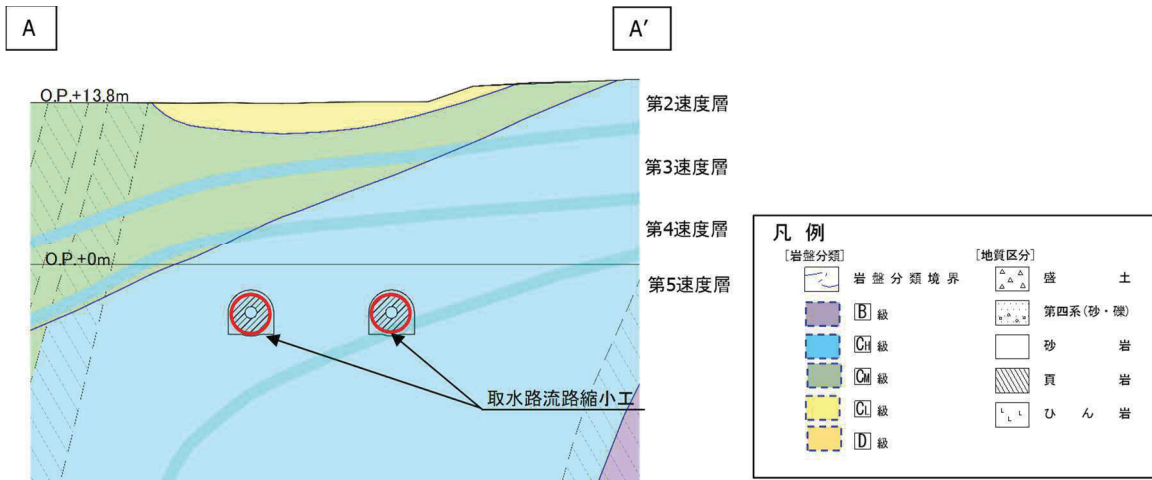 A
A′
O.P.+13.8m
第2速度層
第3速度層
第4速度層
O.P.+0m
第5速度層
取水路流路縮小工
凡 例
[岩盤分類]
岩 盤 分 類 境 界
B 級
CH 級
CM 級
CL 級
D 級
[地質区分]
盛 土
第四系(砂・礫)
砂 岩
頁 岩
ひ ん 岩